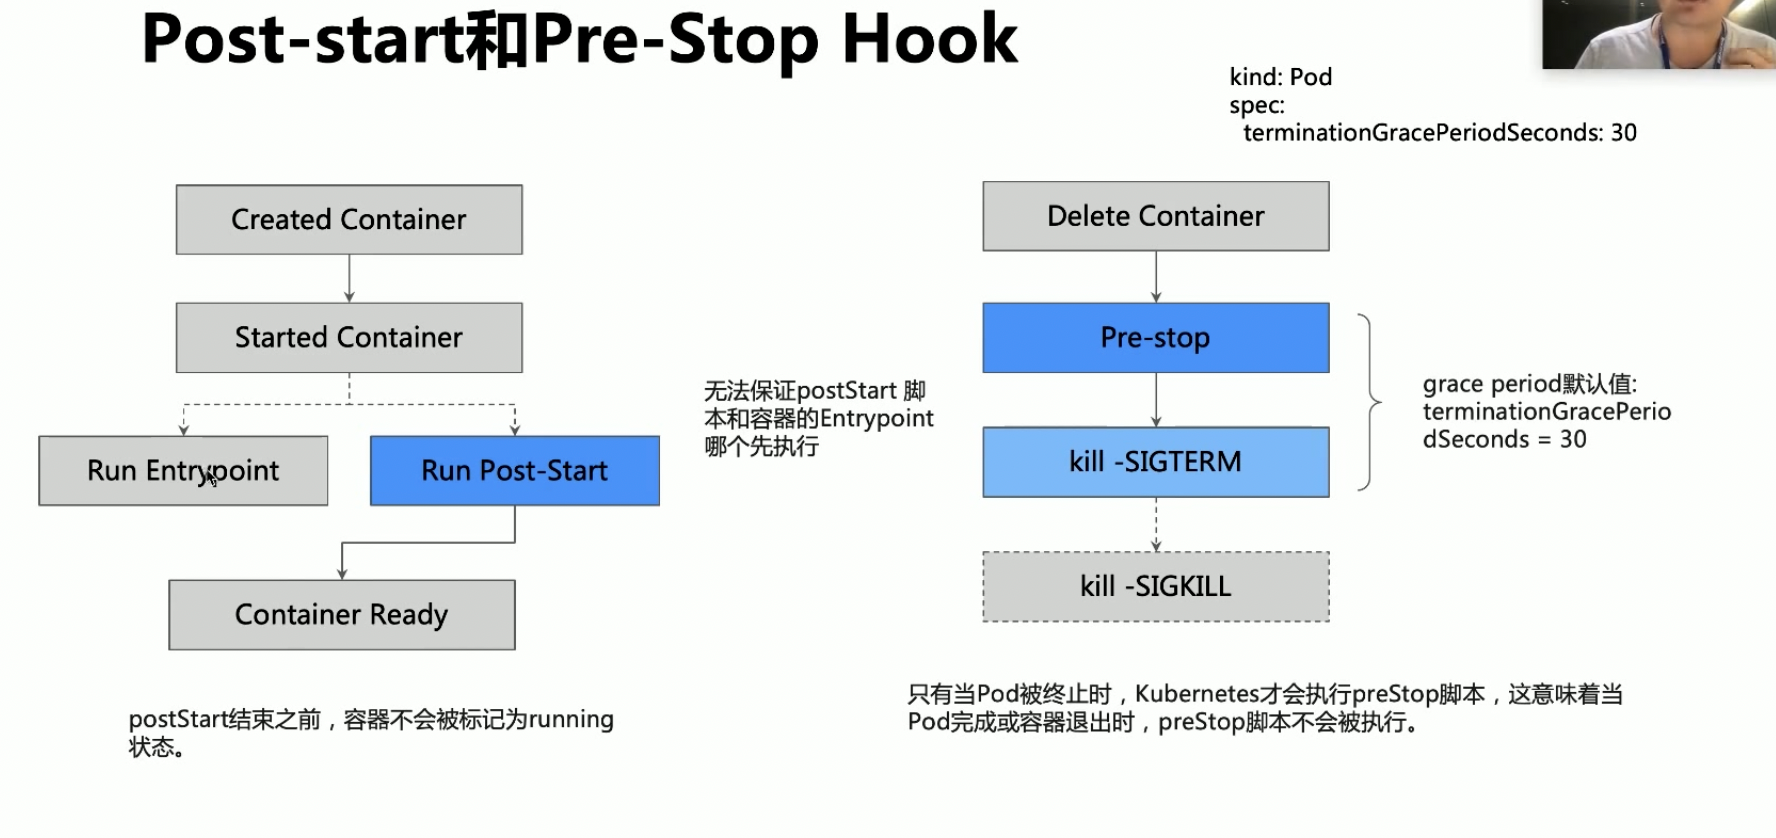 Post-start和Pre-Stop Hook
kind: Pod
spec:
terminationGracePeriodSeconds: 30
Created Container
Started Container
Run Entrypoint
Run Post-Start
Container Ready
postStart结束之前，容器不会被标记为running
状态。
无法保证postStart 脚
本和容器的Entrypoint
哪个先执行
Delete Container
Pre-stop
kill -SIGTERM
kill -SIGKILL
grace period默认值:
terminationGracePerio
dSeconds = 30
只有当Pod被终止时，Kubernetes才会执行preStop脚本，这意味着当
Pod完成或容器退出时，preStop脚本不会被执行。